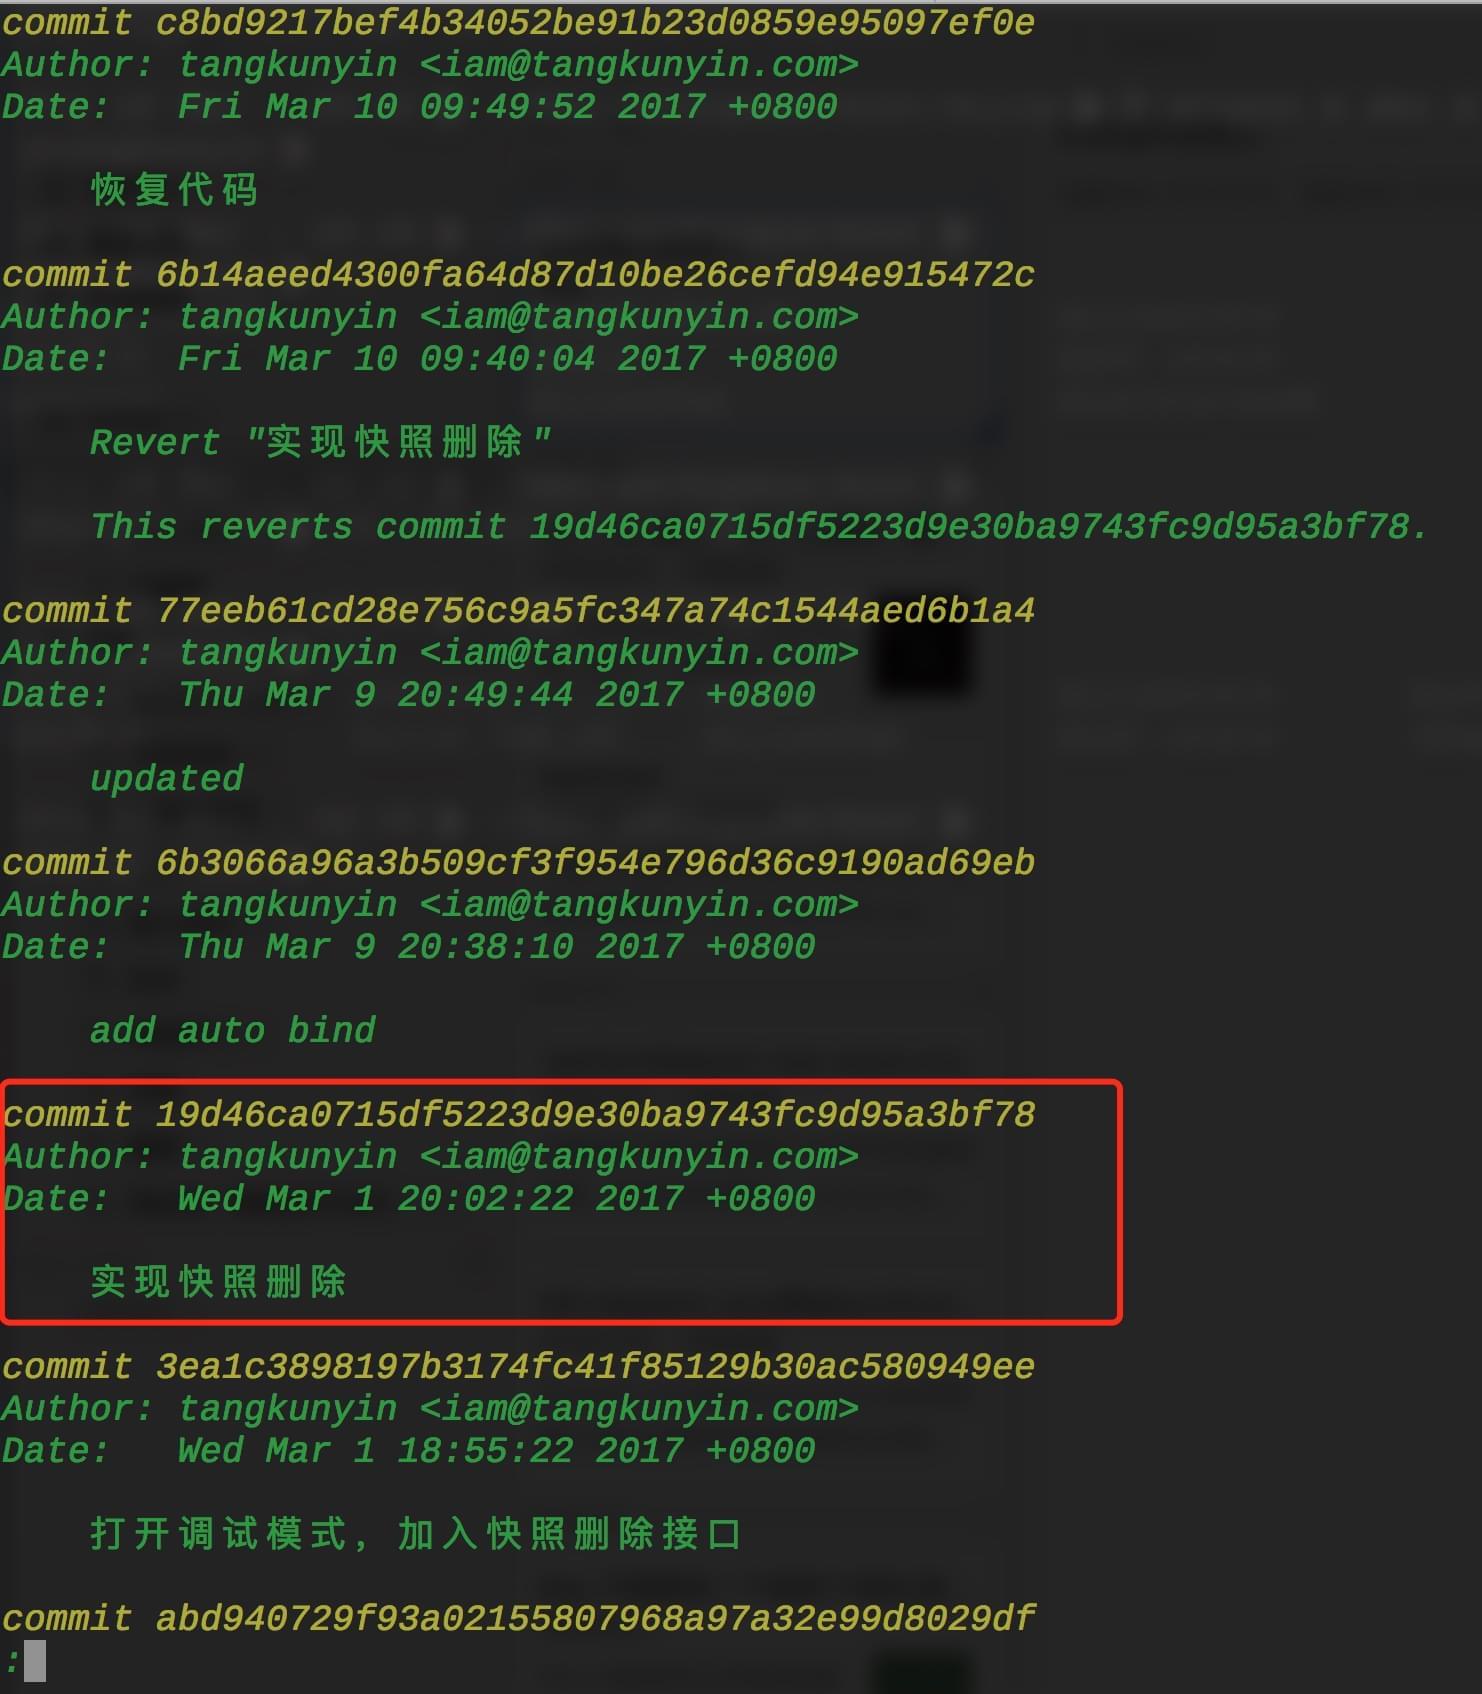 commit c8bd9217bef4b34052be91b23d0859e95097ef0e
Author: tangkunyin <iam@tangkunyin.com>
Date:   Fri Mar 10 09:49:52 2017 +0800
恢复代码
commit 6b14aeed4300fa64d87d10be26cefd94e915472c
Author: tangkunyin <iam@tangkunyin.com>
Date:   Fri Mar 10 09:40:04 2017 +0800
Revert "实现快照删除"
This reverts commit 19d46ca0715df5223d9e30ba9743fc9d95a3bf78.
commit 77eeb61cd28e756c9a5fc347a74c1544aed6b1a4
Author: tangkunyin <iam@tangkunyin.com>
Date:   Thu Mar 9 20:49:44 2017 +0800
updated
commit 6b3066a96a3b509cf3f954e796d36c9190ad69eb
Author: tangkunyin <iam@tangkunyin.com>
Date:   Thu Mar 9 20:38:10 2017 +0800
add auto bind
commit 19d46ca0715df5223d9e30ba9743fc9d95a3bf78
Author: tangkunyin <iam@tangkunyin.com>
Date:   Wed Mar 1 20:02:22 2017 +0800
实现快照删除
commit 3ea1c3898197b3174fc41f85129b30ac580949ee
Author: tangkunyin <iam@tangkunyin.com>
Date:   Wed Mar 1 18:55:22 2017 +0800
打开调试模式, 加入快照删除接口
commit abd940729f93a02155807968a97a32e99d8029df
: